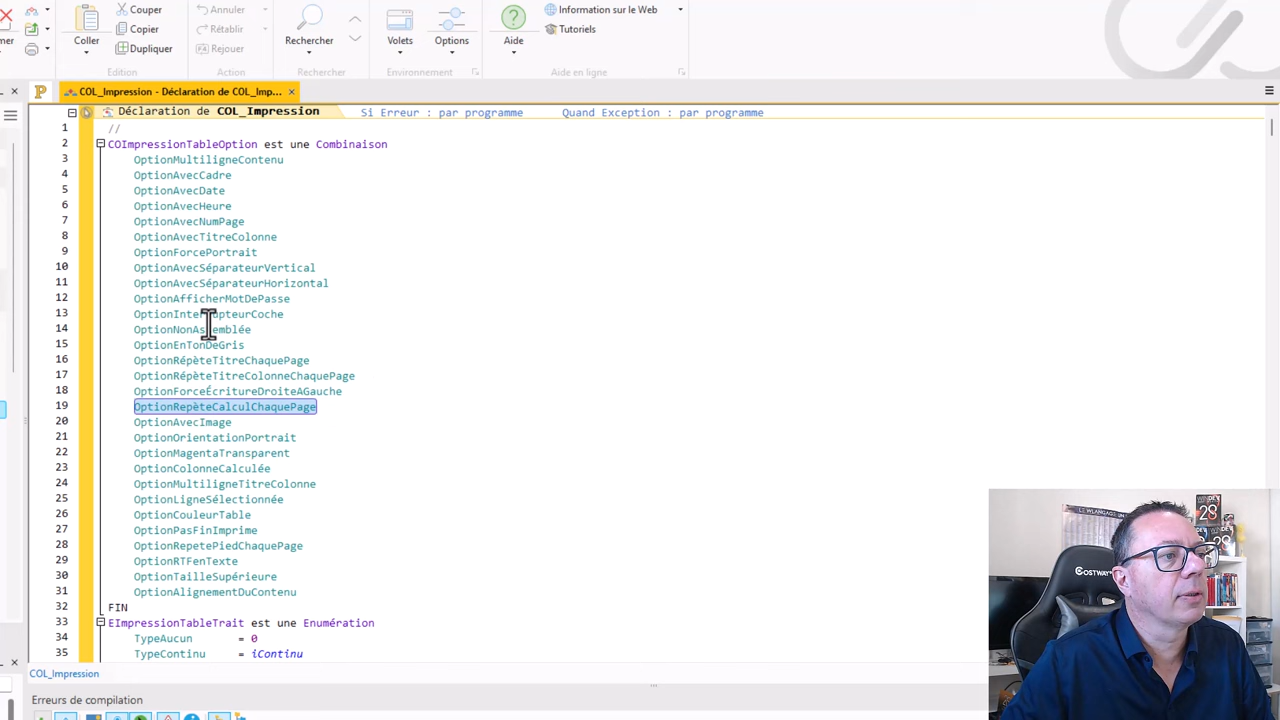 Couper
Annuler
Information sur le Web
Copier
Rétablir
Tutoriels
Coller
Dupliquer
Rejouer
Rechercher
Volets
Options
Aide
Edition
Action
Rechercher
Environnement
Aide en ligne
COL_Impression - Déclaration de COL_Imp...
Déclaration de COL_Impression Si Erreur : par programme Quand Exception : par programme
1 //
2 COImpressionTableOption est une Combinaison
3 OptionMultiligneContenu
4 OptionAvecCadre
5 OptionAvecDate
6 OptionAvecHeure
7 OptionAvecNumPage
8 OptionAvecTitreColonne
9 OptionForcePortrait
10 OptionAvecSéparateurVertical
11 OptionAvecSéparateurHorizontal
12 OptionAfficherMotDePasse
13 OptionInterrupteurCoche
14 OptionNonAssemblée
15 OptionEnTonDeGris
16 OptionRépèteTitreChaquePage
17 OptionRépèteTitreColonneChaquePage
18 OptionForceÉcritureDroiteAGauche
19 OptionRepèteCalculChaquePage
20 OptionAvecImage
21 OptionOrientationPortrait
22 OptionMagentaTransparent
23 OptionColonneCalculée
24 OptionMultiligneTitreColonne
25 OptionLigneSélectionnée
26 OptionCouleurTable
27 OptionPasFinImprime
28 OptionRepetePiedChaquePage
29 OptionRTFenTexte
30 OptionTailleSupérieure
31 OptionAlignementDuContenu
32 FIN
33 EImpressionTableTrait est une Enumération
34 TypeAucun = 0
35 TypeContinu = iContinu
COL_Impression
Erreurs de compilation
COSTWAY
28